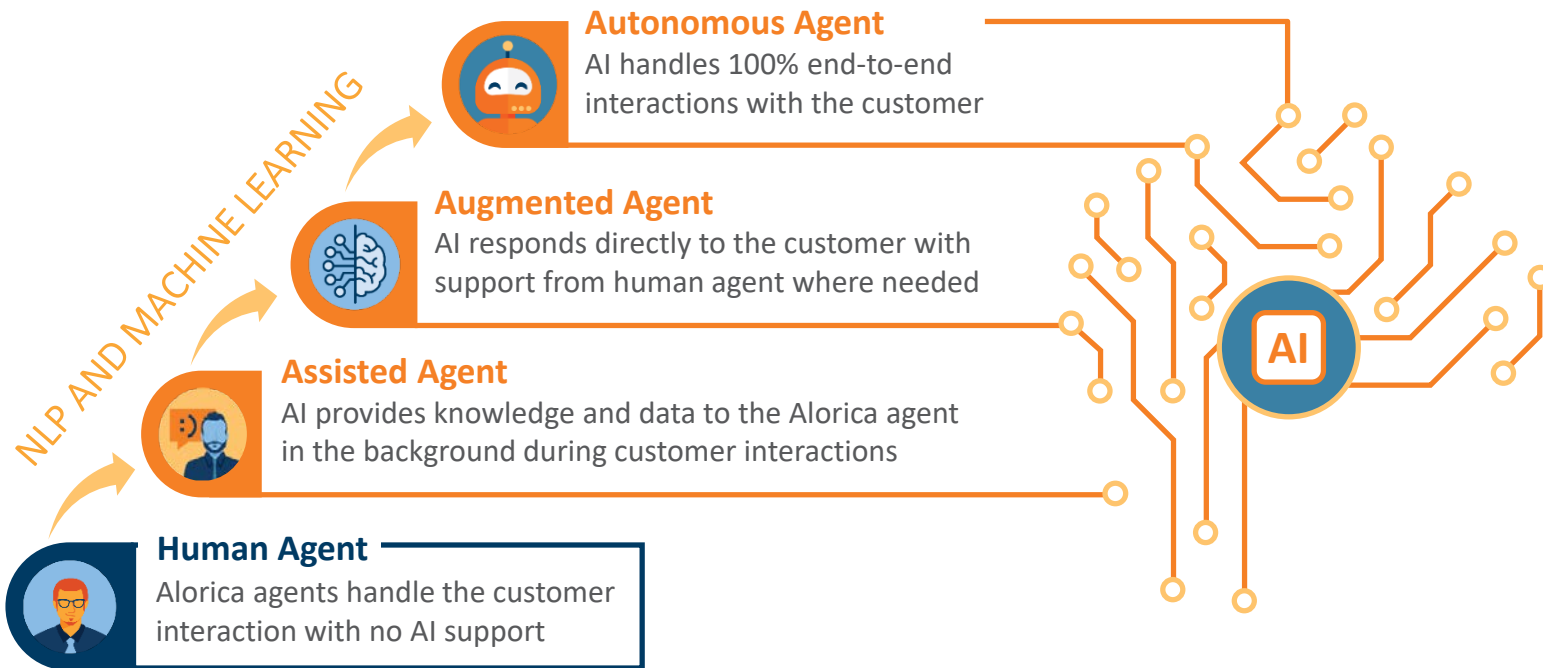 Autonomous Agent
AI handles 100% end-to-end
interactions with the customer
NLP AND MACHINE LEARNING
Augmented Agent
AI responds directly to the customer with
support from human agent where needed
AI
Assisted Agent
:)
AI provides knowledge and data to the Alorica agent
in the background during customer interactions
Human Agent
Alorica agents handle the customer
interaction with no AI support